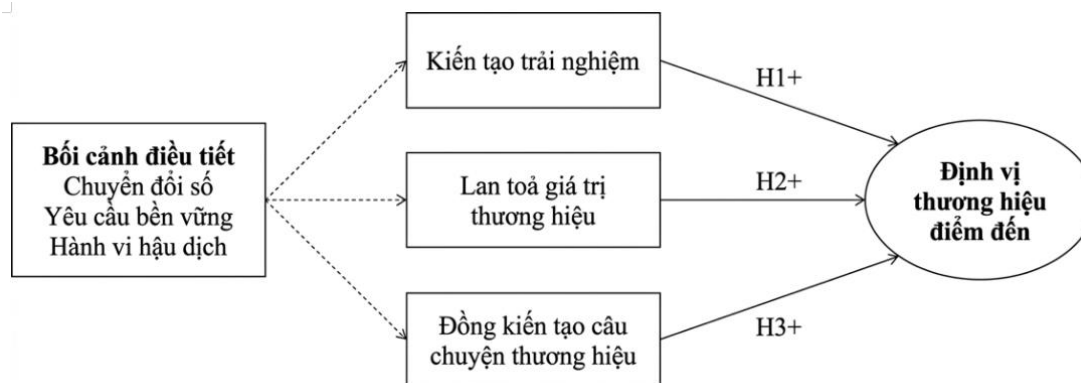 Bối cảnh điều tiết
Chuyển đổi số
Yêu cầu bền vững
Hành vi hậu dịch
Kiến tạo trải nghiệm
Lan toả giá trị
thương hiệu
Đồng kiến tạo câu
chuyện thương hiệu
H1+
H2+
H3+
Định vị
thương hiệu
điểm đến